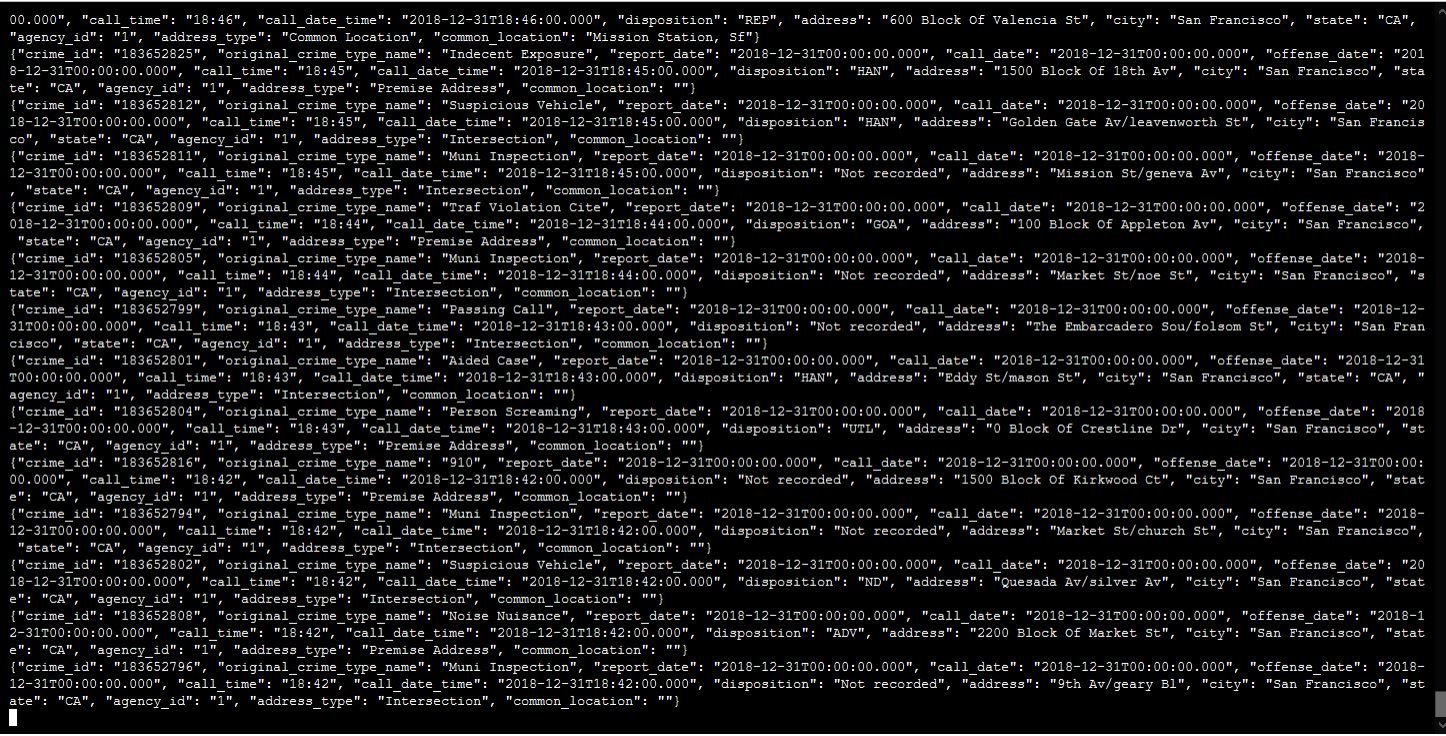 00.000", "call_time": "18:46", "call_date_time": "2018-12-31T18:46:00.000", "disposition": "REP", "address": "600 Block Of Valencia St", "city": "San Francisco", "state": "CA",
"agency_id": "1", "address_type": "Common Location", "common_location": "Mission Station, Sf"}
{"crime_id": "183652825", "original_crime_type_name": "Indecent Exposure", "report_date": "2018-12-31T00:00:00.000", "call_date": "2018-12-31T00:00:00.000", "offense_date": "201
8-12-31T00:00:00.000", "call_time": "18:45", "call_date_time": "2018-12-31T18:45:00.000", "disposition": "HAN", "address": "1500 Block Of 18th Av", "city": "San Francisco", "sta
te": "CA", "agency_id": "1", "address_type": "Premise Address", "common_location": ""}
{"crime_id": "183652812", "original_crime_type_name": "Suspicious Vehicle", "report_date": "2018-12-31T00:00:00.000", "call_date": "2018-12-31T00:00:00.000", "offense_date": "20
18-12-31T00:00:00.000", "call_time": "18:45", "call_date_time": "2018-12-31T18:45:00.000", "disposition": "HAN", "address": "Golden Gate Av/leavenworth St", "city": "San Francis
co", "state": "CA", "agency_id": "1", "address_type": "Intersection", "common_location": ""}
{"crime_id": "183652811", "original_crime_type_name": "Muni Inspection", "report_date": "2018-12-31T00:00:00.000", "call_date": "2018-12-31T00:00:00.000", "offense_date": "2018-
12-31T00:00:00.000", "call_time": "18:45", "call_date_time": "2018-12-31T18:45:00.000", "disposition": "Not recorded", "address": "Mission St/geneva Av", "city": "San Francisco"
, "state": "CA", "agency_id": "1", "address_type": "Intersection", "common_location": ""}
{"crime_id": "183652809", "original_crime_type_name": "Traf Violation Cite", "report_date": "2018-12-31T00:00:00.000", "call_date": "2018-12-31T00:00:00.000", "offense_date": "2
018-12-31T00:00:00.000", "call_time": "18:44", "call_date_time": "2018-12-31T18:44:00.000", "disposition": "GOA", "address": "100 Block Of Appleton Av", "city": "San Francisco",
"state": "CA", "agency_id": "1", "address_type": "Premise Address", "common_location": ""}
{"crime_id": "183652805", "original_crime_type_name": "Muni Inspection", "report_date": "2018-12-31T00:00:00.000", "call_date": "2018-12-31T00:00:00.000", "offense_date": "2018-
12-31T00:00:00.000", "call_time": "18:44", "call_date_time": "2018-12-31T18:44:00.000", "disposition": "Not recorded", "address": "Market St/noe St", "city": "San Francisco", "s
tate": "CA", "agency_id": "1", "address_type": "Intersection", "common_location": ""}
{"crime_id": "183652799", "original_crime_type_name": "Passing Call", "report_date": "2018-12-31T00:00:00.000", "call_date": "2018-12-31T00:00:00.000", "offense_date": "2018-12-
31T00:00:00.000", "call_time": "18:43", "call_date_time": "2018-12-31T18:43:00.000", "disposition": "Not recorded", "address": "The Embarcadero Sou/folsom St", "city": "San Fran
cisco", "state": "CA", "agency_id": "1", "address_type": "Intersection", "common_location": ""}
{"crime_id": "183652801", "original_crime_type_name": "Aided Case", "report_date": "2018-12-31T00:00:00.000", "call_date": "2018-12-31T00:00:00.000", "offense_date": "2018-12-31
T00:00:00.000", "call_time": "18:43", "call_date_time": "2018-12-31T18:43:00.000", "disposition": "HAN", "address": "Eddy St/mason St", "city": "San Francisco", "state": "CA", "
agency_id": "1", "address_type": "Intersection", "common_location": ""}
{"crime_id": "183652804", "original_crime_type_name": "Person Screaming", "report_date": "2018-12-31T00:00:00.000", "call_date": "2018-12-31T00:00:00.000", "offense_date": "2018
-12-31T00:00:00.000", "call_time": "18:43", "call_date_time": "2018-12-31T18:43:00.000", "disposition": "UTL", "address": "0 Block Of Crestline Dr", "city": "San Francisco", "st
ate": "CA", "agency_id": "1", "address_type": "Premise Address", "common_location": ""}
{"crime_id": "183652816", "original_crime_type_name": "910", "report_date": "2018-12-31T00:00:00.000", "call_date": "2018-12-31T00:00:00.000", "offense_date": "2018-12-31T00:00:
00.000", "call_time": "18:42", "call_date_time": "2018-12-31T18:42:00.000", "disposition": "Not recorded", "address": "1500 Block Of Kirkwood Ct", "city": "San Francisco", "stat
e": "CA", "agency_id": "1", "address_type": "Premise Address", "common_location": ""}
{"crime_id": "183652794", "original_crime_type_name": "Muni Inspection", "report_date": "2018-12-31T00:00:00.000", "call_date": "2018-12-31T00:00:00.000", "offense_date": "2018-
12-31T00:00:00.000", "call_time": "18:42", "call_date_time": "2018-12-31T18:42:00.000", "disposition": "Not recorded", "address": "Market St/church St", "city": "San Francisco",
"state": "CA", "agency_id": "1", "address_type": "Intersection", "common_location": ""}
{"crime_id": "183652802", "original_crime_type_name": "Suspicious Vehicle", "report_date": "2018-12-31T00:00:00.000", "call_date": "2018-12-31T00:00:00.000", "offense_date": "20
18-12-31T00:00:00.000", "call_time": "18:42", "call_date_time": "2018-12-31T18:42:00.000", "disposition": "ND", "address": "Quesada Av/silver Av", "city": "San Francisco", "stat
e": "CA", "agency_id": "1", "address_type": "Intersection", "common_location": ""}
{"crime_id": "183652808", "original_crime_type_name": "Noise Nuisance", "report_date": "2018-12-31T00:00:00.000", "call_date": "2018-12-31T00:00:00.000", "offense_date": "2018-1
2-31T00:00:00.000", "call_time": "18:42", "call_date_time": "2018-12-31T18:42:00.000", "disposition": "ADV", "address": "2200 Block Of Market St", "city": "San Francisco", "stat
e": "CA", "agency_id": "1", "address_type": "Premise Address", "common_location": ""}
{"crime_id": "183652796", "original_crime_type_name": "Muni Inspection", "report_date": "2018-12-31T00:00:00.000", "call_date": "2018-12-31T00:00:00.000", "offense_date": "2018-
12-31T00:00:00.000", "call_time": "18:42", "call_date_time": "2018-12-31T18:42:00.000", "disposition": "Not recorded", "address": "9th Av/geary Bl", "city": "San Francisco", "st
ate": "CA", "agency_id": "1", "address_type": "Intersection", "common_location": ""}